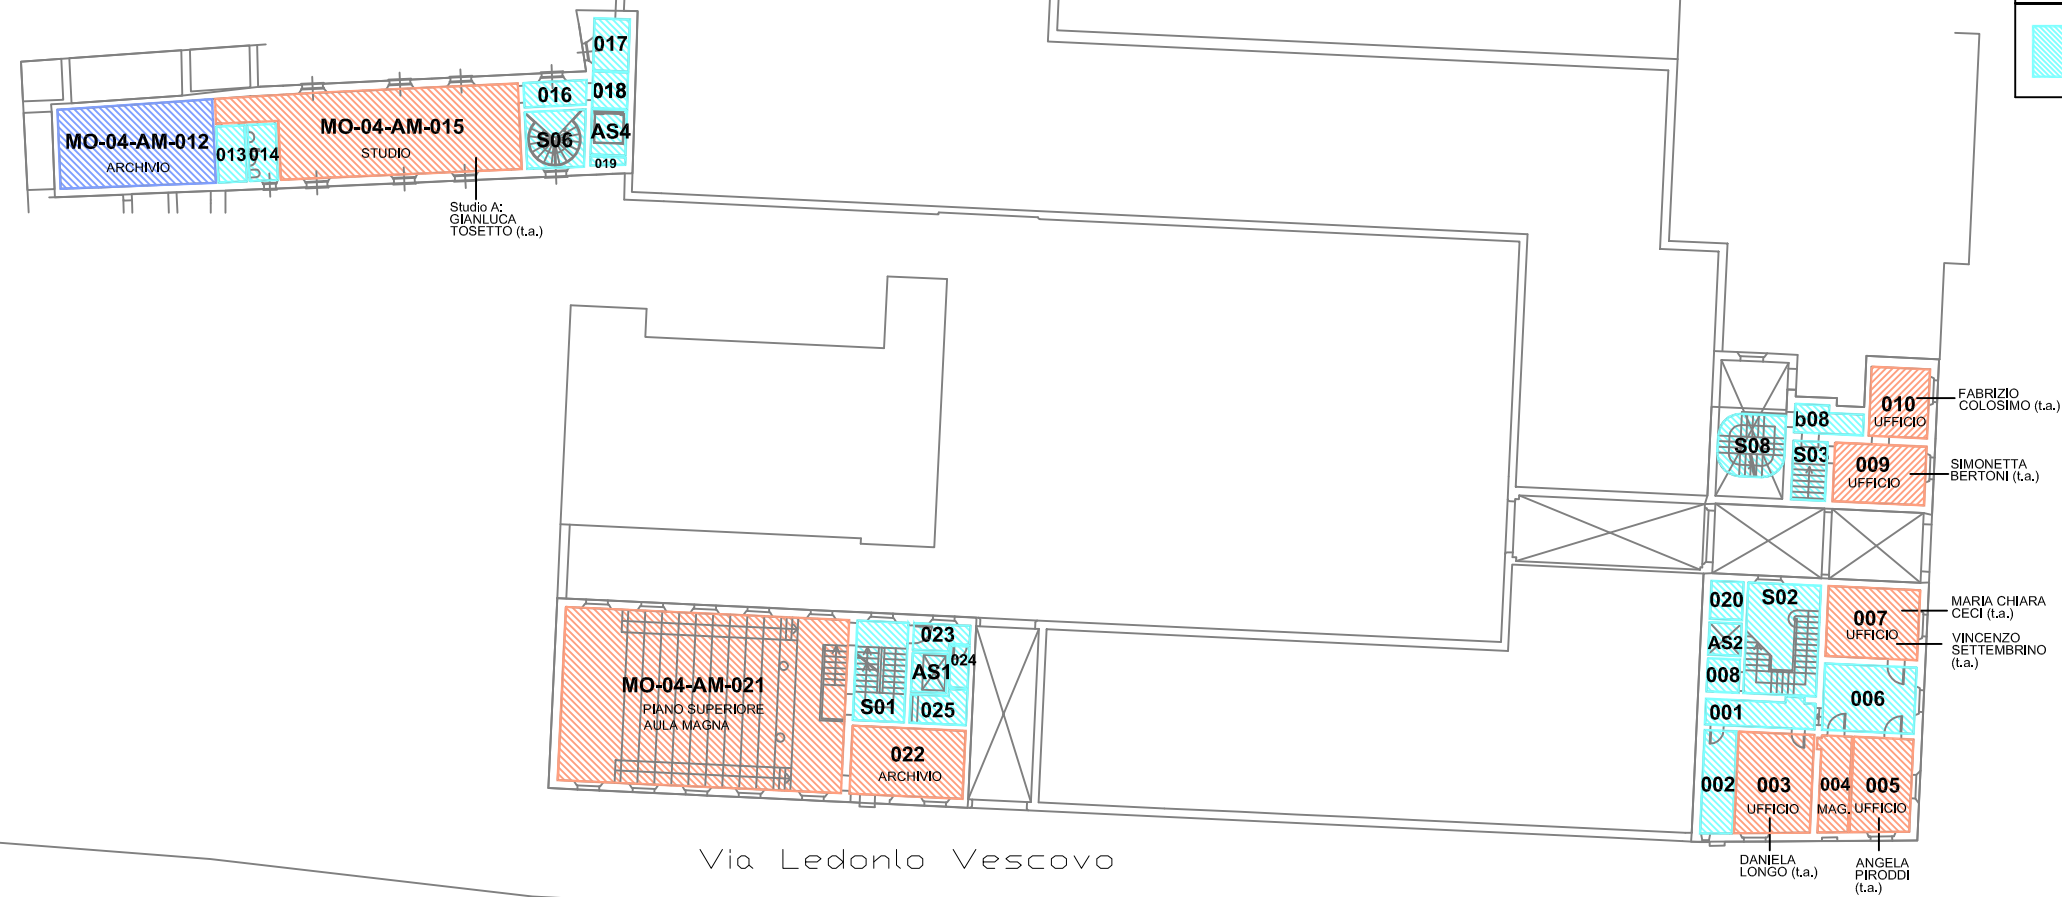 017
018
016
MO-04-AM-012
ARCHIVIO
013
014
MO-04-AM-015
STUDIO
S06
AS4
019
Studio A:
GIANLUCA
TOSETTO (t.a.)
010
UFFICIO
FABRIZIO
COLOSIMO (t.a.)
b08
S08
S03
009
UFFICIO
SIMONETTA
BERTONI (t.a.)
020
S02
007
UFFICIO
MARIA CHIARA
CECI (t.a.)
VINCENZO
SETTEMBRINO
(t.a.)
AS2
008
006
001
002
003
UFFICIO
004
MAG.
005
UFFICIO
DANIELA
LONGO (t.a.)
ANGELA
PIRODDI
(t.a.)
MO-04-AM-021
PIANO SUPERIORE
AULA MAGNA
023
024
AS1
S01
025
022
ARCHIVIO
Via Ledonlo Vescovo